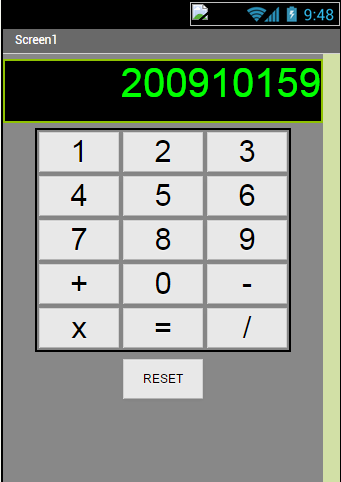 9:48
Screen1
200910159
1 2 3
4 5 6
7 8 9
+ 0 -
x = /
RESET